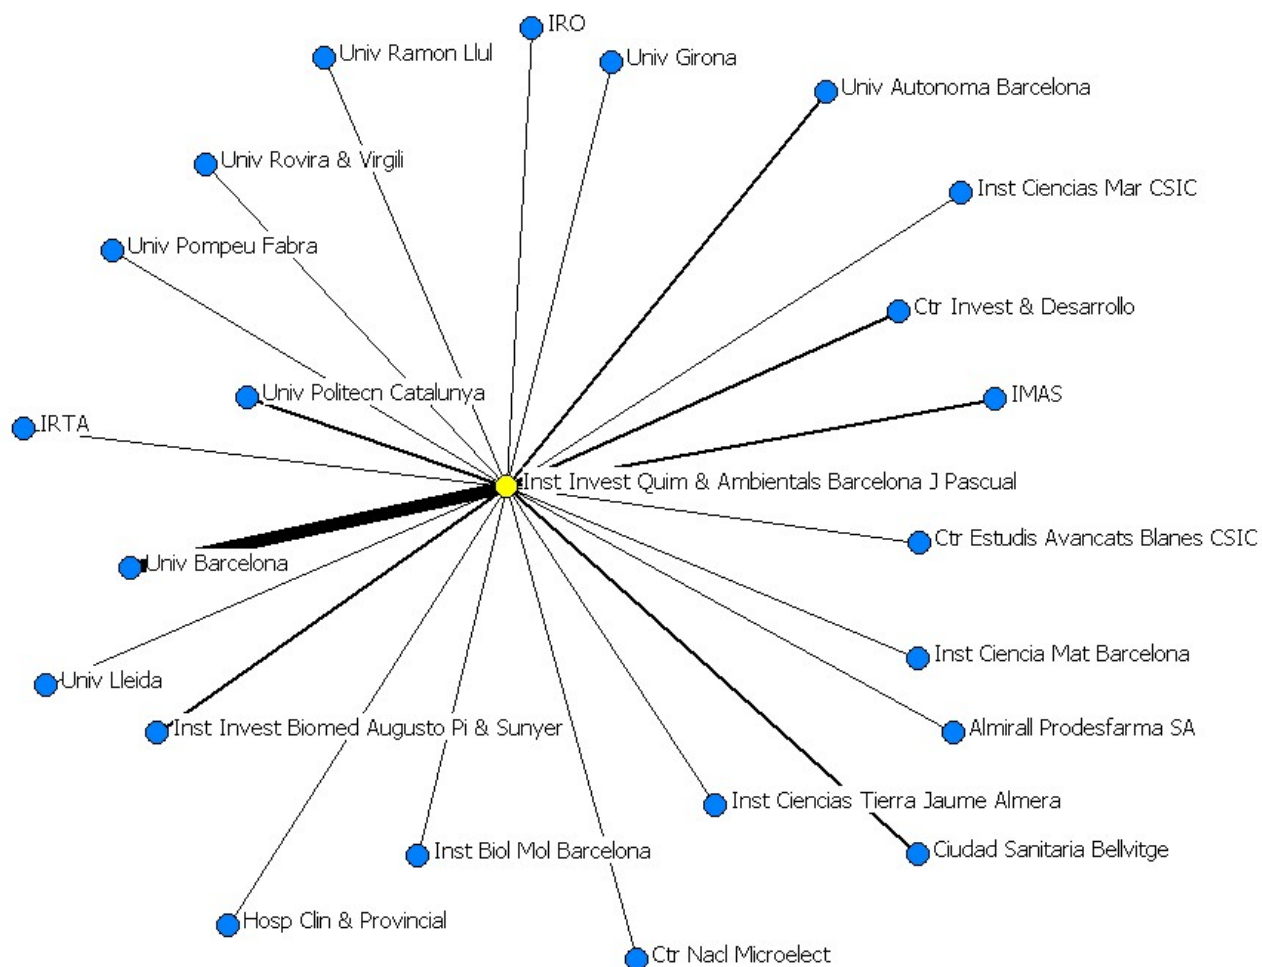 IRO
Univ Ramon Llul
Univ Girona
Univ Autonoma Barcelona
Univ Rovira & Virgili
Inst Ciencias Mar CSIC
Univ Pompeu Fabra
Ctr Invest & Desarrollo
Univ Politecn Catalunya
IMAS
IRTA
Inst Invest Quim & Ambientals Barcelona J Pascual
Ctr Estudis Avancats Blanes CSIC
Univ Barcelona
Inst Ciencia Mat Barcelona
Univ Lleida
Inst Invest Biomed Augusto Pi & Sunyer
Almirall Prodesfarma SA
Inst Ciencias Tierra Jaume Almera
Inst Biol Mol Barcelona
Ciudad Sanitaria Bellvitge
Hosp Clin & Provincial
Ctr Nacl Microelect